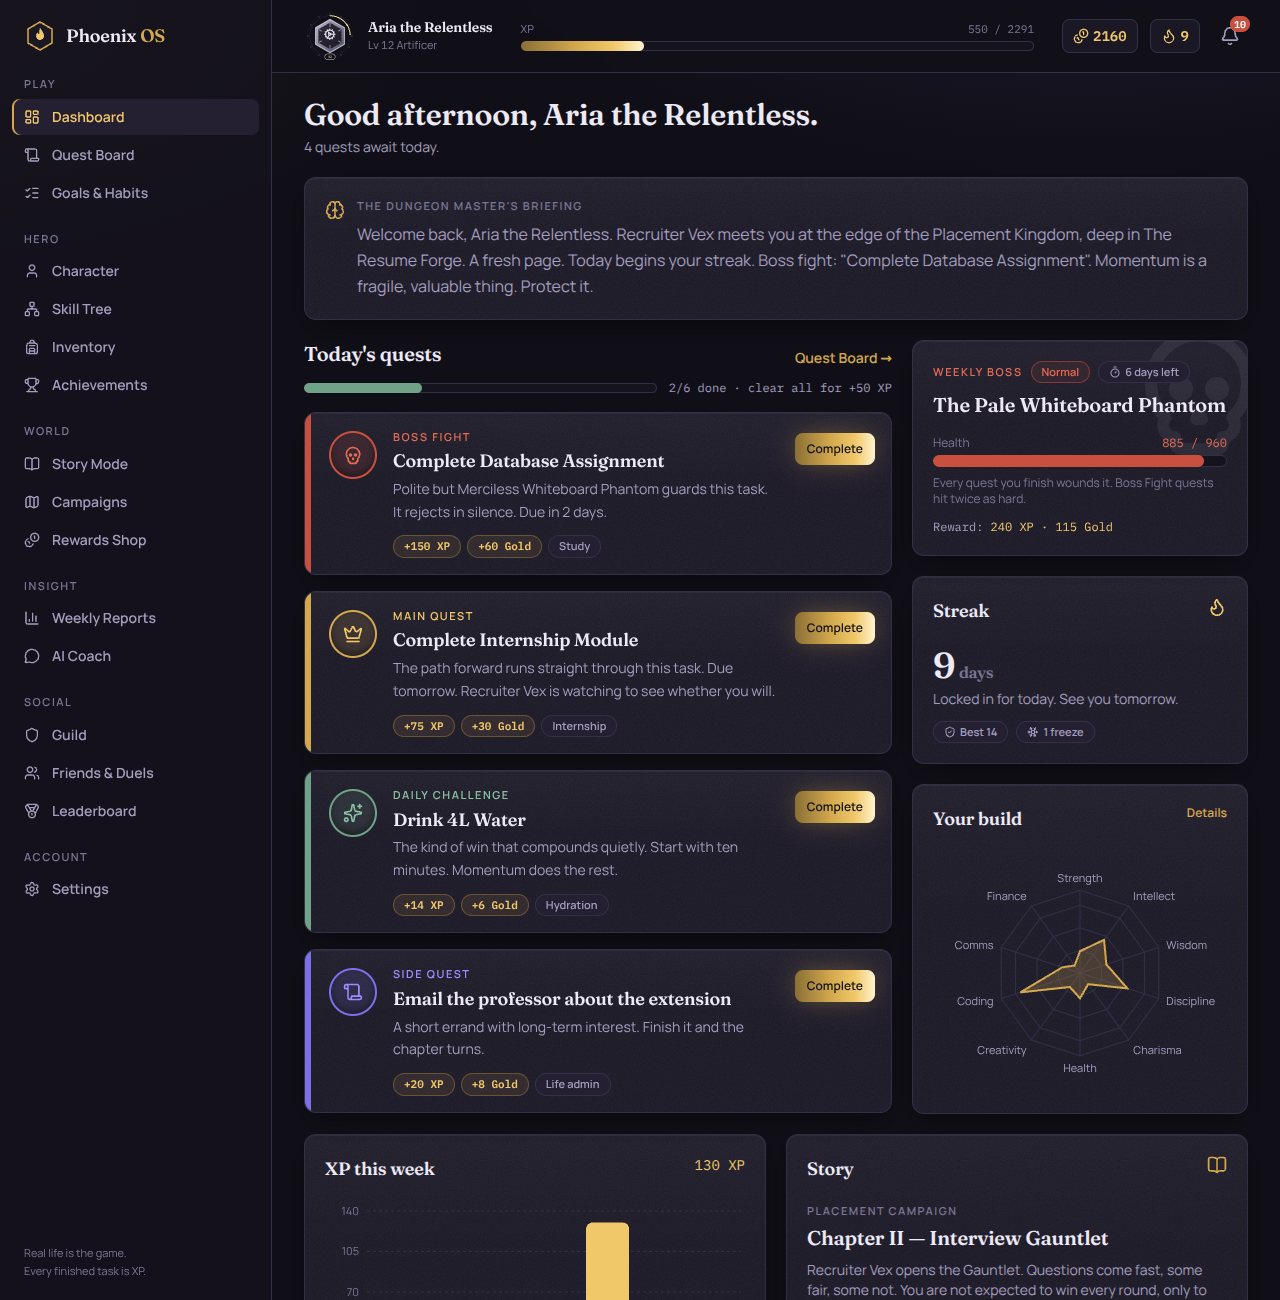 Phoenix OS
PLAY
Dashboard
Quest Board
Goals & Habits
HERO
Character
Skill Tree
Inventory
Achievements
WORLD
Story Mode
Campaigns
Rewards Shop
INSIGHT
Weekly Reports
AI Coach
SOCIAL
Guild
Friends & Duels
Leaderboard
ACCOUNT
Settings
Real life is the game.
Every finished task is XP.
Aria the Relentless
Lv 12 Artificer
XP
550 / 2291
2160
9
10
Good afternoon, Aria the Relentless.
4 quests await today.
THE DUNGEON MASTER'S BRIEFING
Welcome back, Aria the Relentless. Recruiter Vex meets you at the edge of the Placement Kingdom, deep in The
Resume Forge. A fresh page. Today begins your streak. Boss fight: "Complete Database Assignment". Momentum is a
fragile, valuable thing. Protect it.
Today's quests
Quest Board →
2/6 done · clear all for +50 XP
BOSS FIGHT
Complete Database Assignment
Polite but Merciless Whiteboard Phantom guards this task.
It rejects in silence. Due in 2 days.
+150 XP
+60 Gold
Study
Complete
MAIN QUEST
Complete Internship Module
The path forward runs straight through this task. Due
tomorrow. Recruiter Vex is watching to see whether you will.
+75 XP
+30 Gold
Internship
Complete
DAILY CHALLENGE
Drink 4L Water
The kind of win that compounds quietly. Start with ten
minutes. Momentum does the rest.
+14 XP
+6 Gold
Hydration
Complete
SIDE QUEST
Email the professor about the extension
A short errand with long-term interest. Finish it and the
chapter turns.
+20 XP
+8 Gold
Life admin
Complete
WEEKLY BOSS
Normal
6 days left
The Pale Whiteboard Phantom
Health
885 / 960
Every quest you finish wounds it. Boss Fight quests
hit twice as hard.
Reward: 240 XP · 115 Gold
Streak
9 days
Locked in for today. See you tomorrow.
Best 14
1 freeze
Your build
Details
Strength
Intellect
Wisdom
Discipline
Charisma
Health
Creativity
Coding
Comms
Finance
XP this week
130 XP
140
105
70
Story
PLACEMENT CAMPAIGN
Chapter II — Interview Gauntlet
Recruiter Vex opens the Gauntlet. Questions come fast, some
fair, some not. You are not expected to win every round, only to